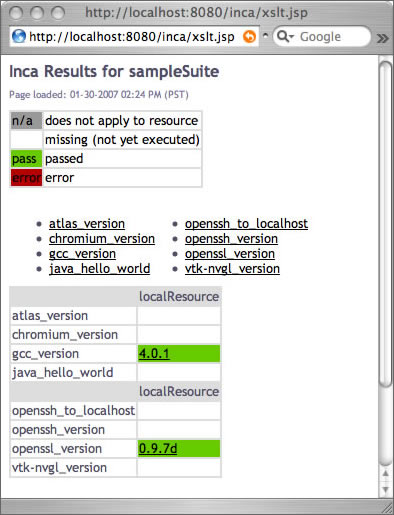 http://localhost:8080/inca/xslt.jsp
http://localhost:8080/inca/xslt.jsp Google
Inca Results for sampleSuite
Page loaded: 01-30-2007 02:24 PM (PST)
n/a does not apply to resource
missing (not yet executed)
pass passed
error error
atlas_version openssh_to_localhost
chromium_version openssh_version
gcc_version openssl_version
java_hello_world vtk-nvgl_version
localResource
atlas_version
chromium_version
gcc_version 4.0.1
java_hello_world
localResource
openssh_to_localhost
openssh_version
openssl_version 0.9.7d
vtk-nvgl_version